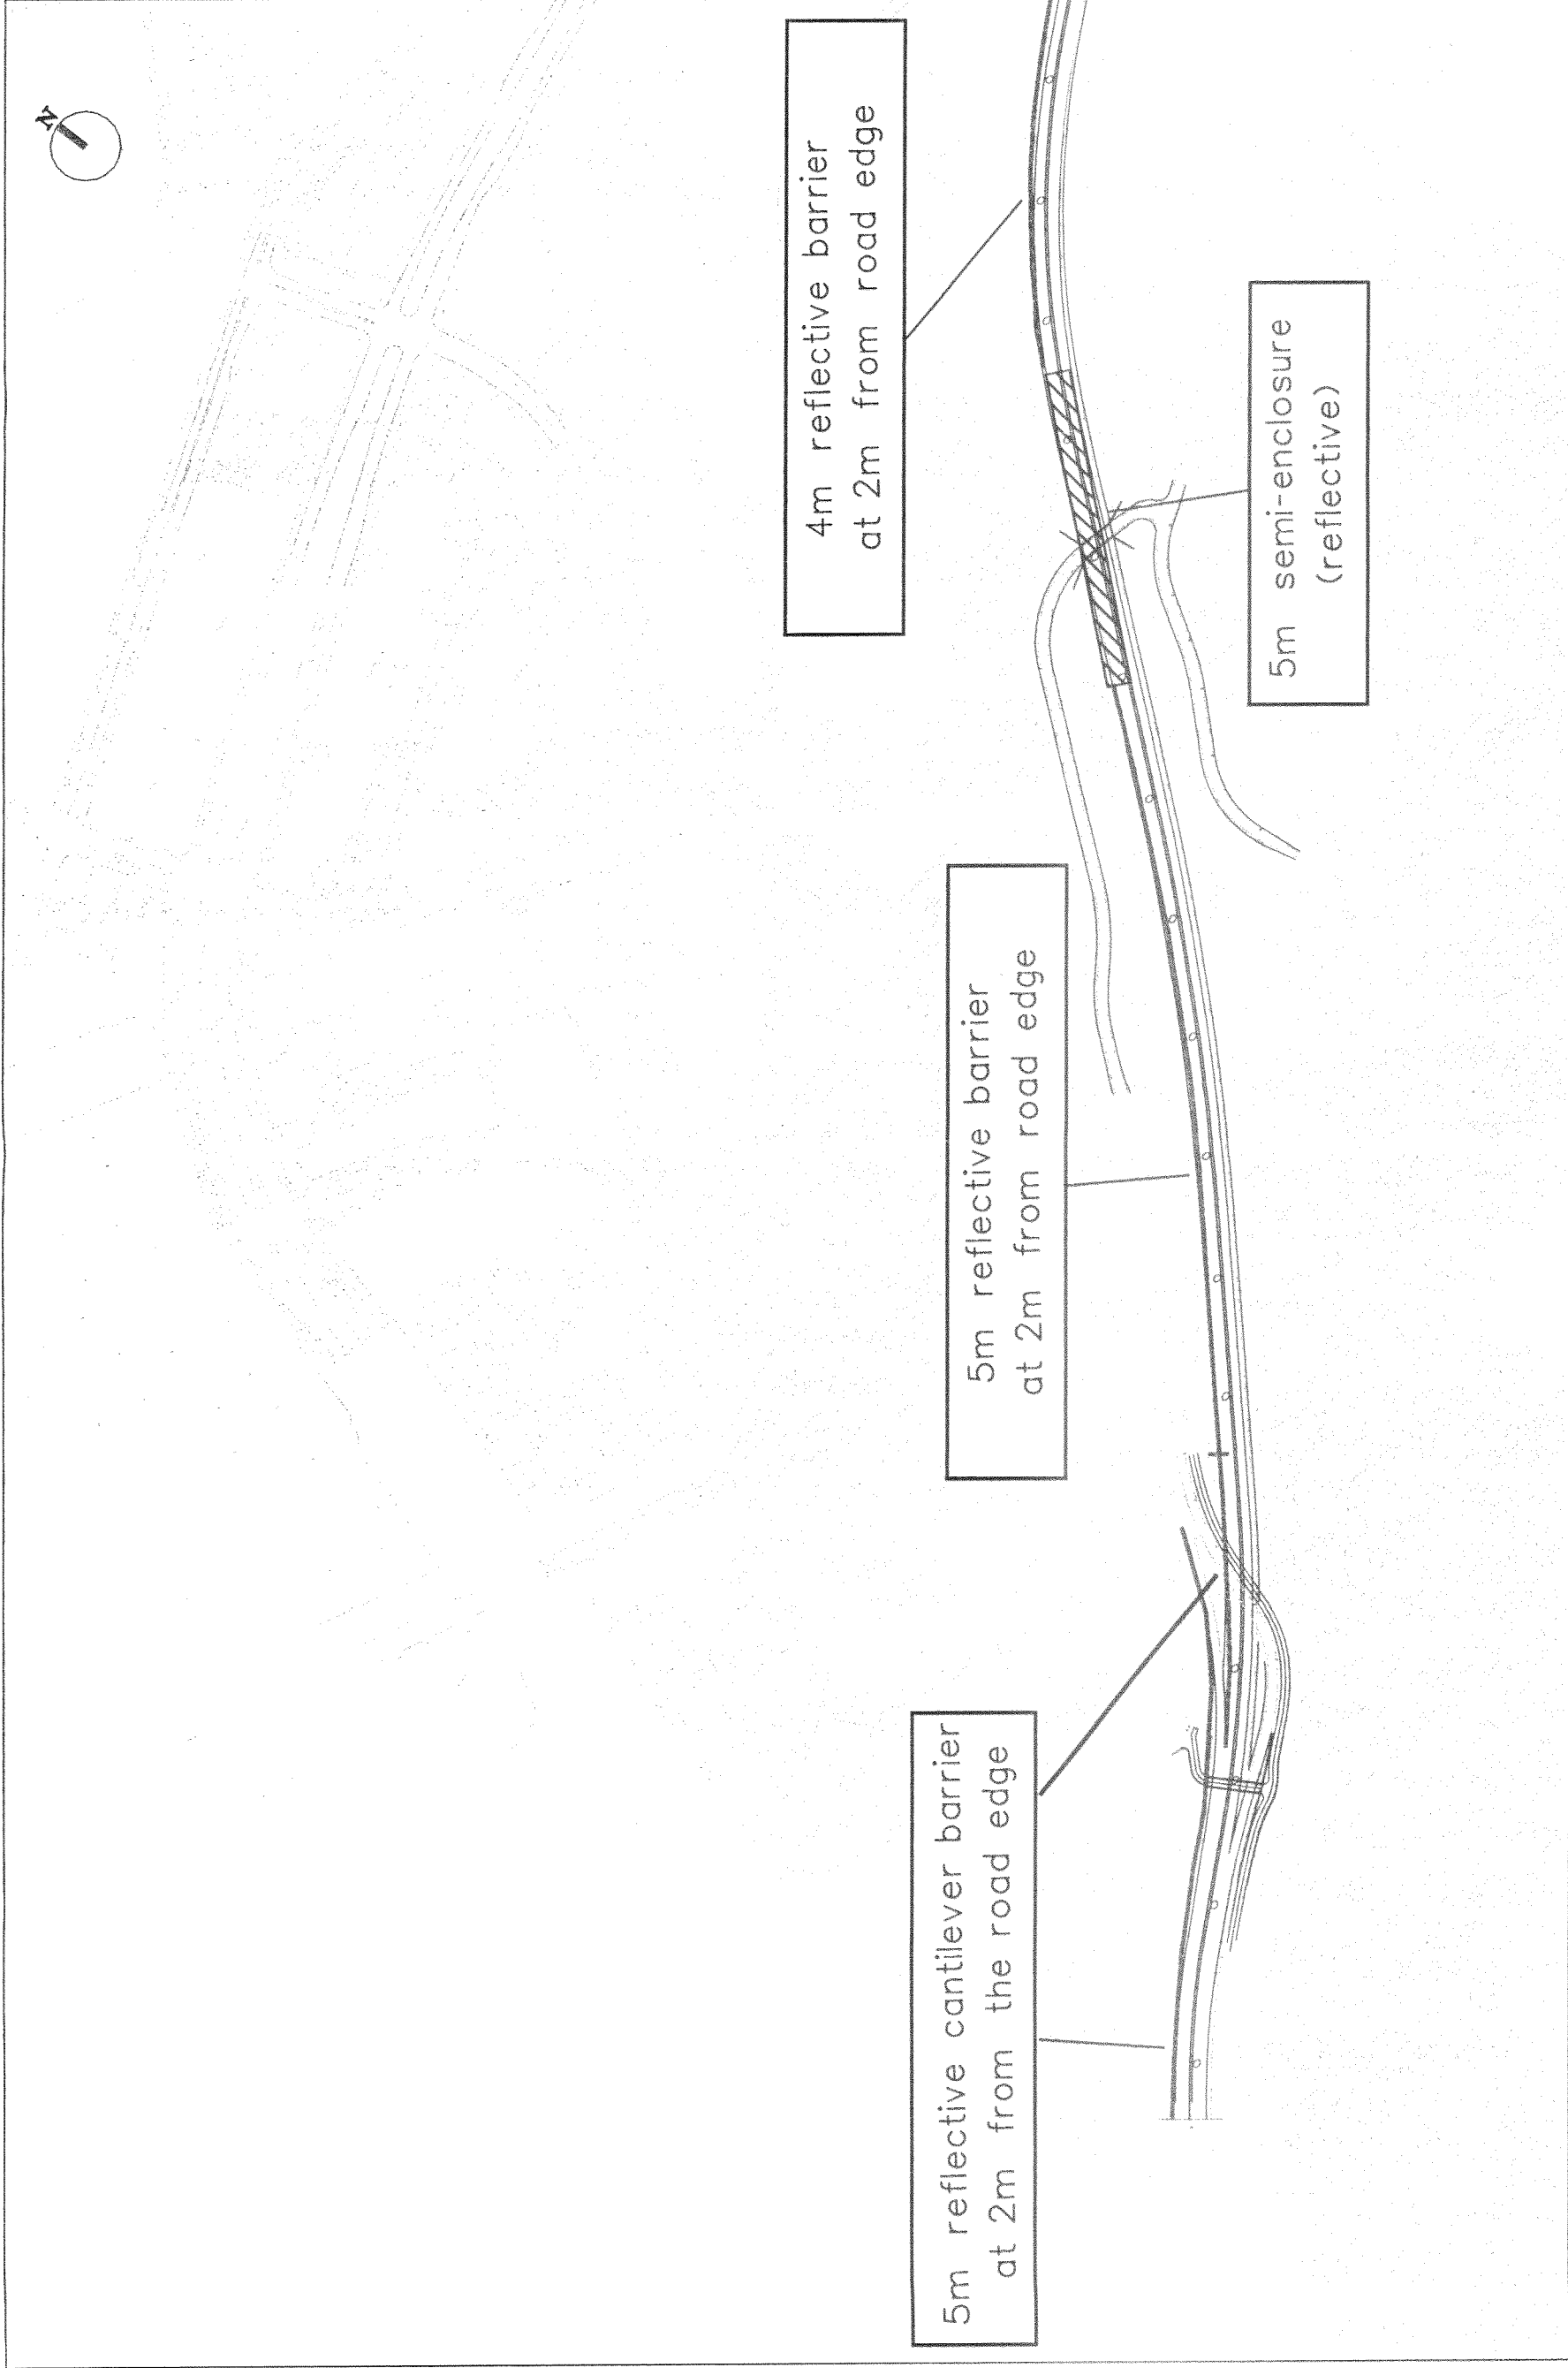 N
4m reflective barrier
at 2m from road edge
5m semi-enclosure
(reflective)
5m reflective barrier
at 2m from road edge
5m reflective cantilever barrier
at 2m from the road edge